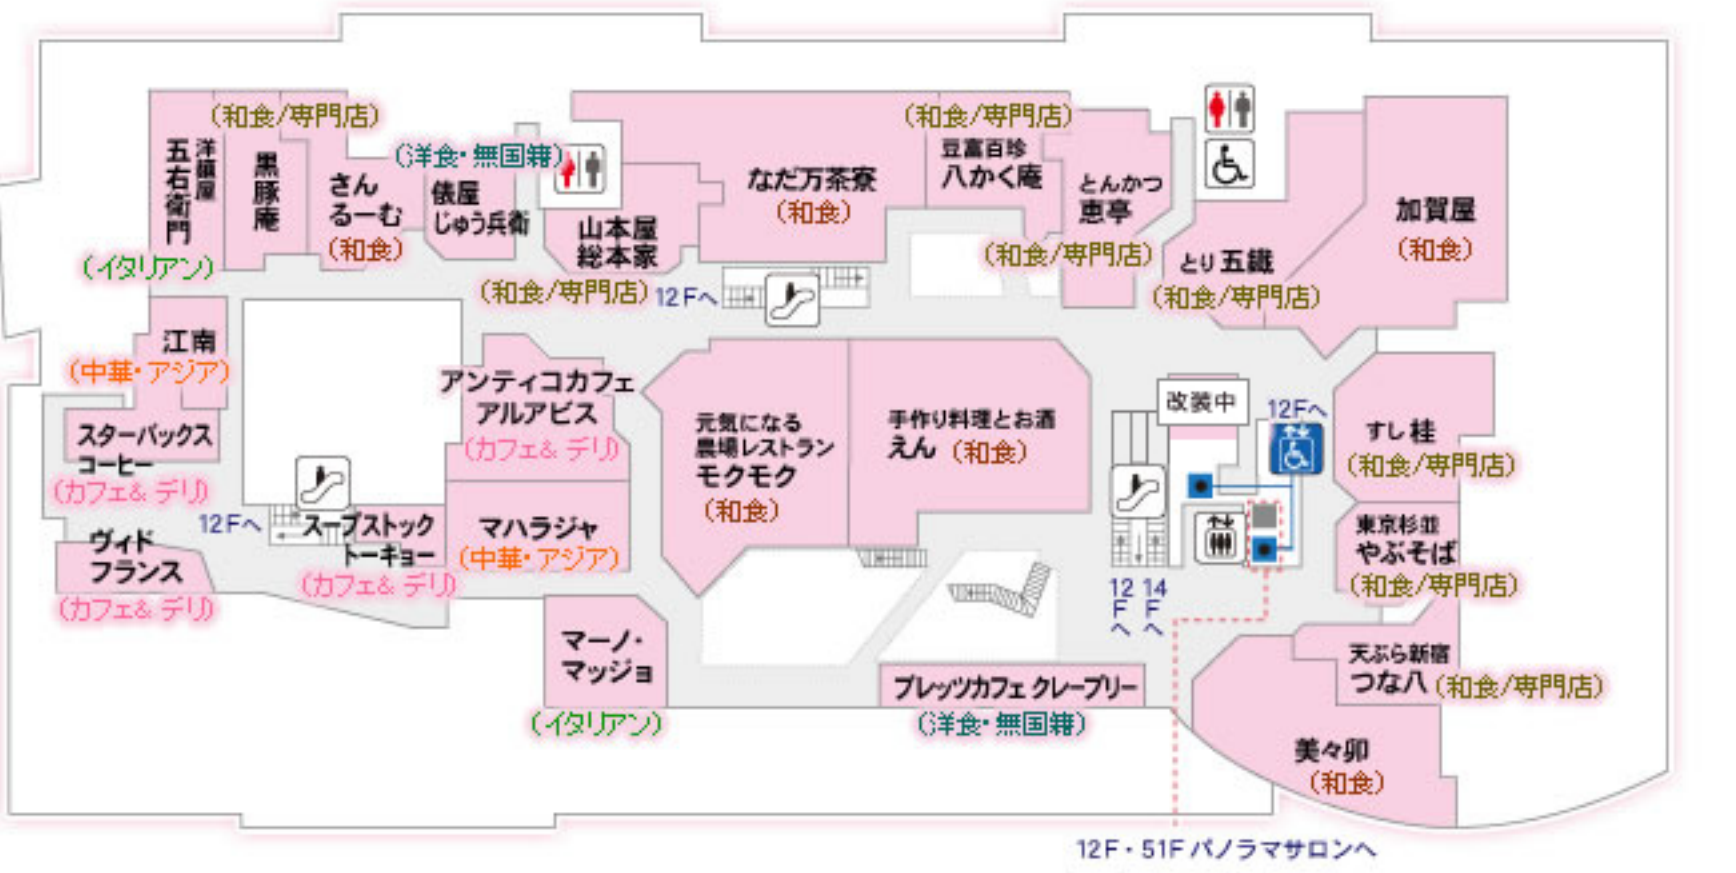 洋麺屋
五右衛門
(イタリアン)
黒豚庵
(和食/専門店)
さん
るーむ
(和食)
(洋食・無国籍)
俵屋
じゅう兵衛
山本屋
総本家
(和食/専門店)
なだ万茶寮
(和食)
(和食/専門店)
豆富百珍
八かく庵
とんかつ
恵亭
(和食/専門店)
とり五鐵
(和食/専門店)
加賀屋
(和食)
12Fへ
江南
(中華・アジア)
スターバックス
コーヒー
(カフェ& デリ)
ヴィド
フランス
(カフェ& デリ)
12Fへ
スープストック
トーキョー
(カフェ& デリ)
アンティコカフェ
アルアビス
(カフェ& デリ)
マハラジャ
(中華・アジア)
マーノ・
マッジョ
(イタリアン)
元気になる
農場レストラン
モクモク
(和食)
手作り料理とお酒
えん (和食)
ブレッツカフェ クレープリー
(洋食・無国籍)
改装中
12Fへ
12Fへ
14Fへ
すし桂
(和食/専門店)
東京杉並
やぶそば
(和食/専門店)
天ぷら新宿
つな八 (和食/専門店)
美々卯
(和食)
12F・51Fパノラマサロンへ